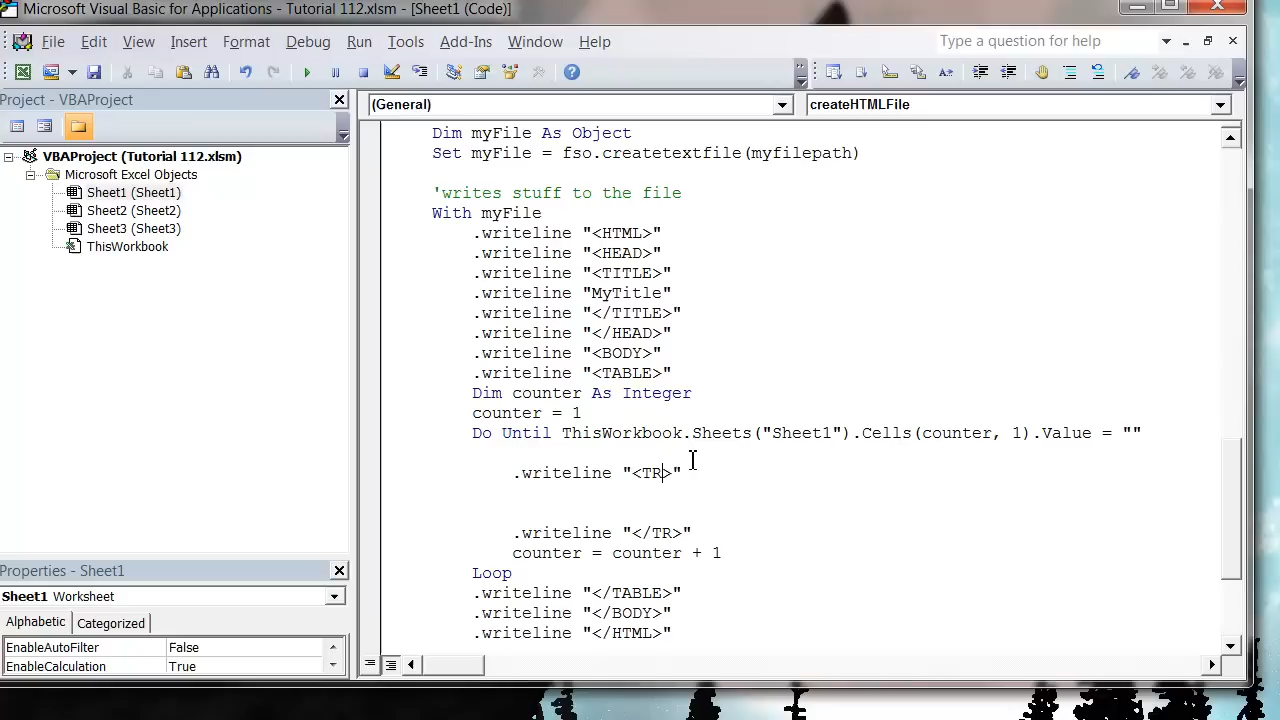 Microsoft Visual Basic for Applications - Tutorial 112.xlsm - [Sheet1 (Code)]
File Edit View Insert Format Debug Run Tools Add-Ins Window Help Type a question for help
Project - VBAProject
(General) createHTMLFile
VBAProject (Tutorial 112.xlsm)
Microsoft Excel Objects
Sheet1 (Sheet1)
Sheet2 (Sheet2)
Sheet3 (Sheet3)
ThisWorkbook
Dim myFile As Object
Set myFile = fso.createtextfile(myfilepath)
'writes stuff to the file
With myFile
.writeline "<HTML>"
.writeline "<HEAD>"
.writeline "<TITLE>"
.writeline "MyTitle"
.writeline "</TITLE>"
.writeline "</HEAD>"
.writeline "<BODY>"
.writeline "<TABLE>"
Dim counter As Integer
counter = 1
Do Until ThisWorkbook.Sheets("Sheet1").Cells(counter, 1).Value = ""
.writeline "<TR>"
.writeline "</TR>"
counter = counter + 1
Loop
.writeline "</TABLE>"
.writeline "</BODY>"
.writeline "</HTML>"
Properties - Sheet1
Sheet1 Worksheet
Alphabetic Categorized
EnableAutoFilter False
EnableCalculation True